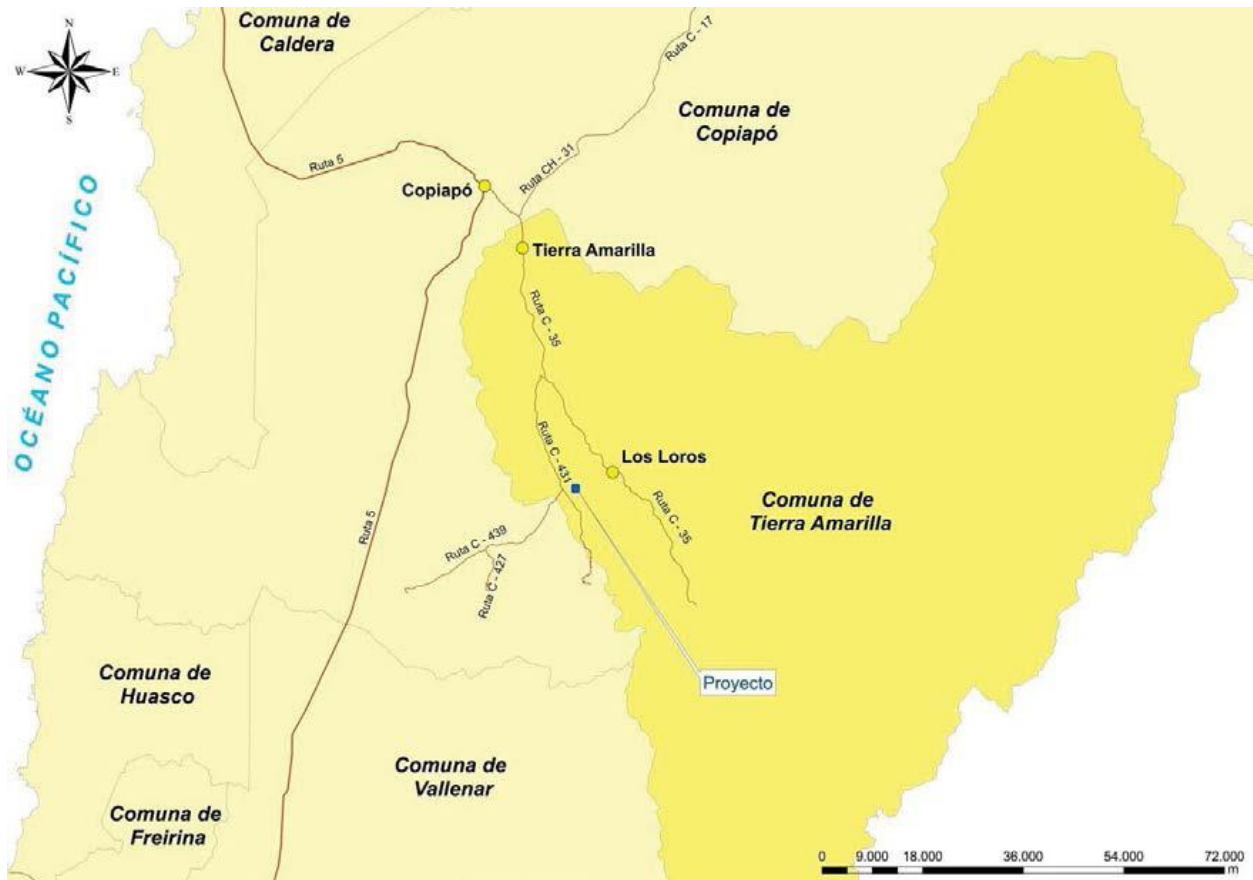 N
W
E
S
Comuna de
Caldera
Ruta C - 17
Comuna de
Copiapó
Ruta 5
Ruta CH - 31
Copiapó
OCÉANO PACÍFICO
Tierra Amarilla
Ruta C - 35
Ruta C - 431
Los Loros
Comuna de
Tierra Amarilla
Ruta C - 35
Ruta 5
Ruta C - 439
Ruta C - 427
Comuna de
Huasco
Proyecto
Comuna de
Vallenar
Comuna de
Freirina
0 9.000 18.000 36.000 54.000 72.000
m